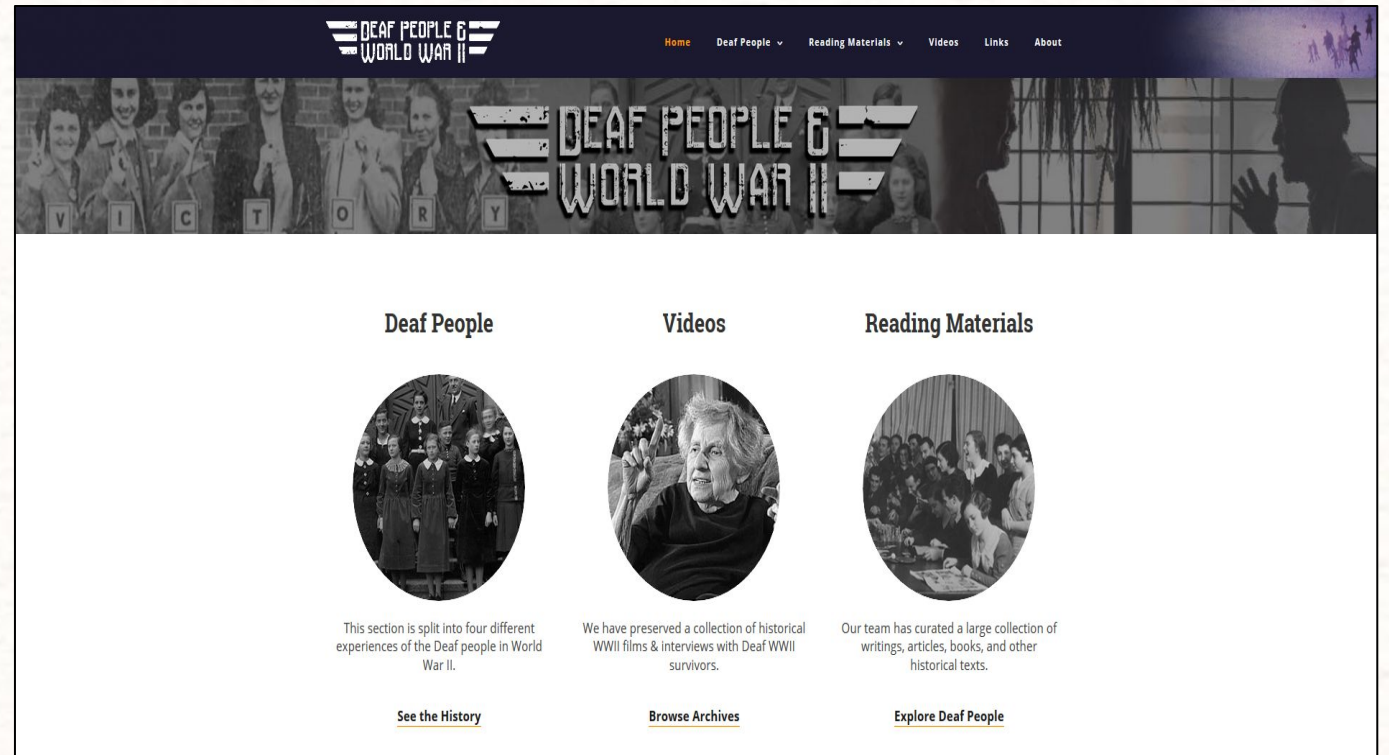 DEAF PEOPLE &
WORLD WAR II
Home Deaf People Reading Materials Videos Links About
DEAF PEOPLE &
WORLD WAR II
V I C T O R Y
Deaf People
Videos
Reading Materials
This section is split into four different
experiences of the Deaf people in World
War II.
We have preserved a collection of historical
WWII films & interviews with Deaf WWII
survivors.
Our team has curated a large collection of
writings, articles, books, and other
historical texts.
See the History
Browse Archives
Explore Deaf People